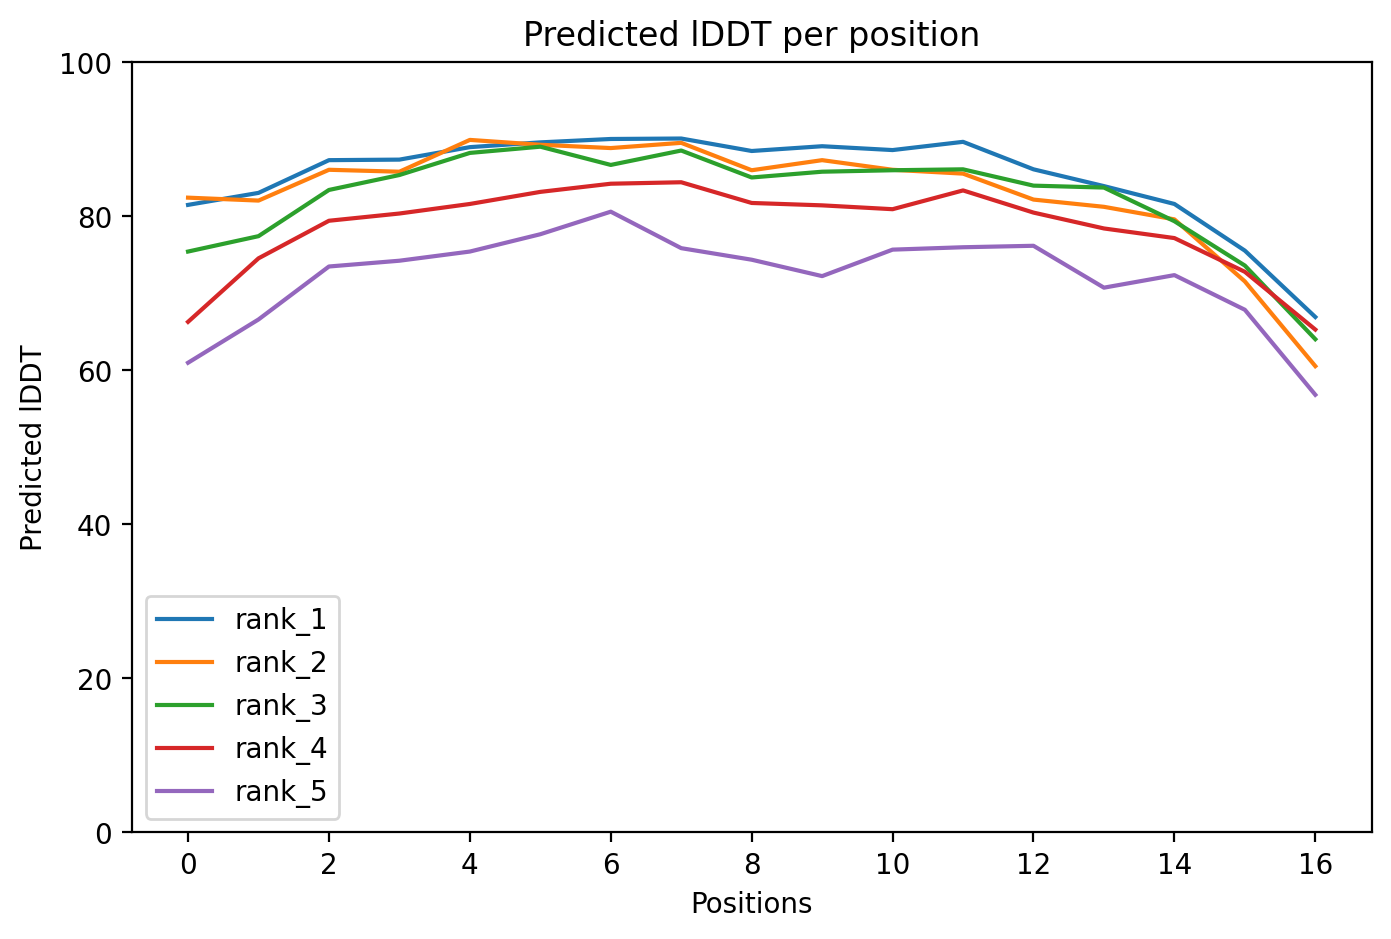 Predicted lDDT per position
100
80
60
40
20
0
Predicted lDDT
rank_1
rank_2
rank_3
rank_4
rank_5
0 2 4 6 8 10 12 14 16
Positions